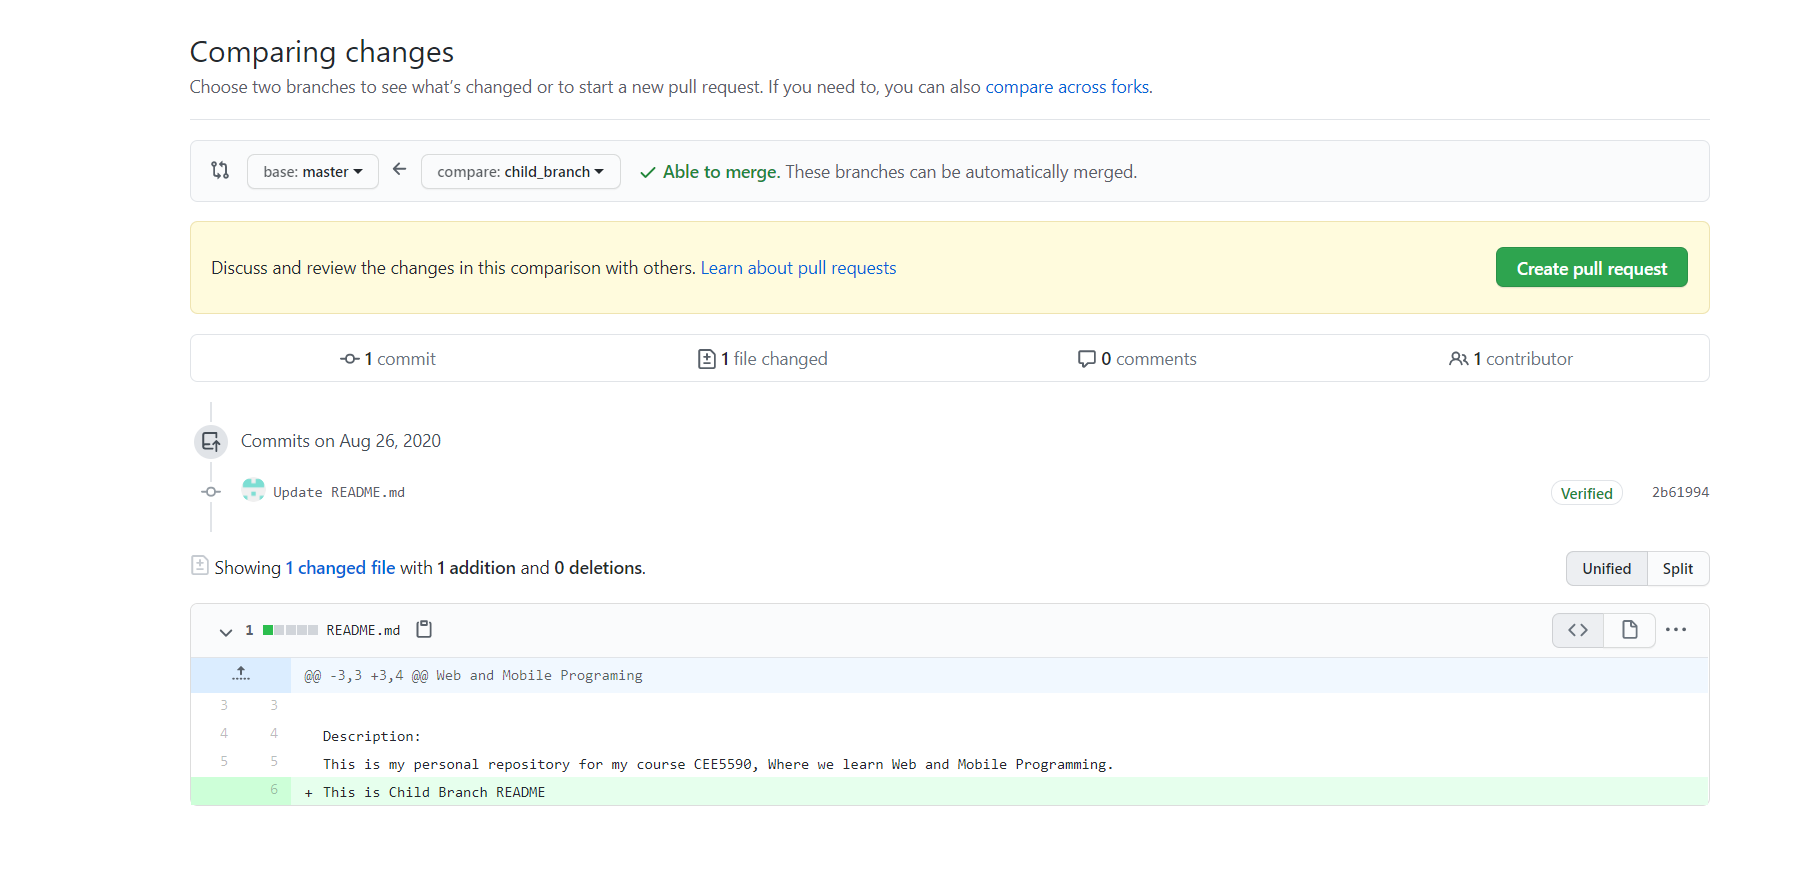 Comparing changes
Choose two branches to see what's changed or to start a new pull request. If you need to, you can also compare across forks.
base: master compare: child_branch Able to merge. These branches can be automatically merged.
Discuss and review the changes in this comparison with others. Learn about pull requests Create pull request
1 commit 1 file changed 0 comments 1 contributor
Commits on Aug 26, 2020
Update README.md Verified 2b61994
Showing 1 changed file with 1 addition and 0 deletions. Unified Split
1 README.md
@@ -3,3 +3,4 @@ Web and Mobile Programing
3 3
4 4 Description:
5 5 This is my personal repository for my course CEE5590, Where we learn Web and Mobile Programming.
6 + This is Child Branch README